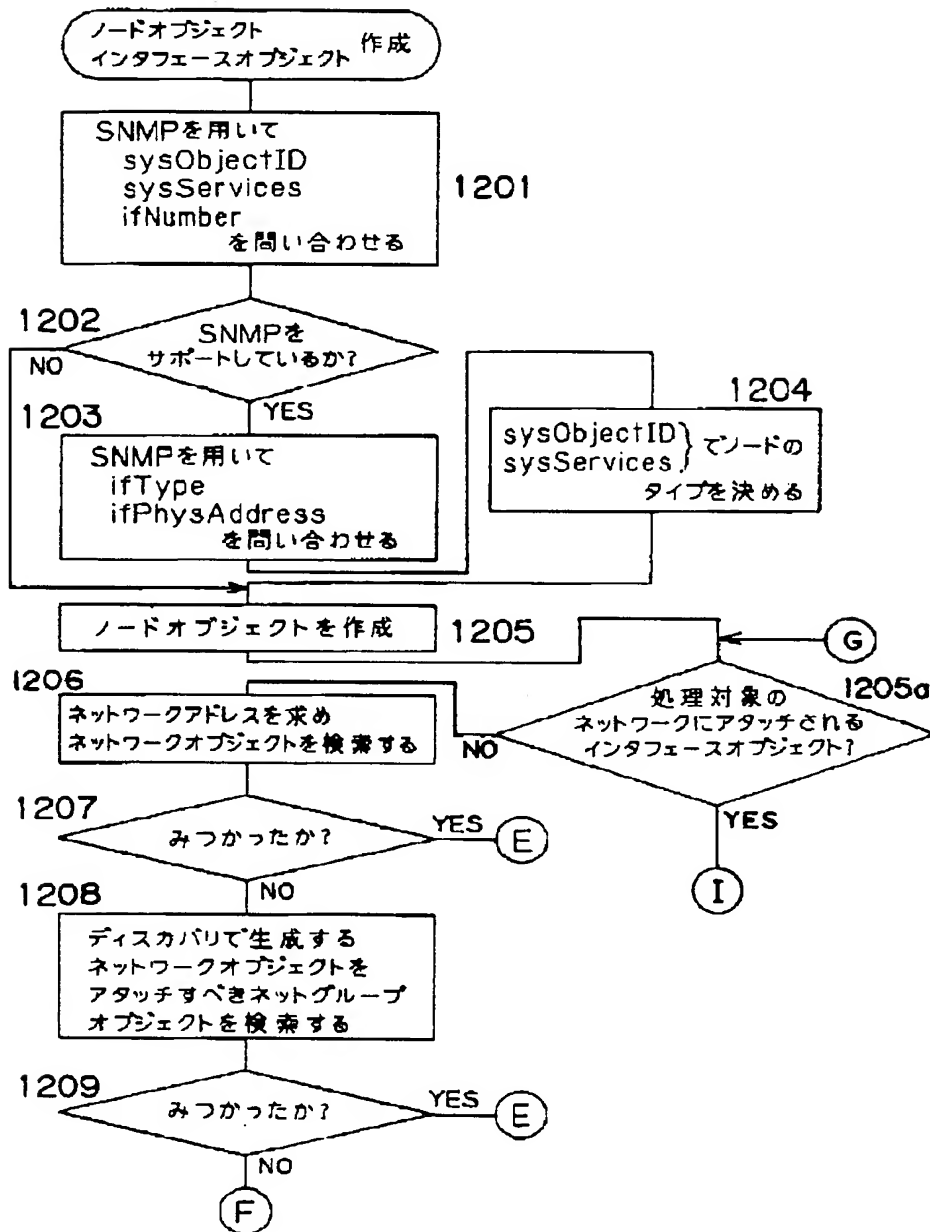 ノードオブジェクト
インタフェースオブジェクト 作成
SNMPを用いて
sysObjectID
sysServices
ifNumber
を問い合わせる
1201
1202
SNMPを
サポートしているか?
NO
YES
1203
SNMPを用いて
ifType
ifPhysAddress
を問い合わせる
1204
sysObjectID
sysServices } でノードの
タイプを決める
ノードオブジェクトを作成
1205
G
1205a
処理対象の
ネットワークにアタッチされる
インタフェースオブジェクト?
NO
YES
I
1206
ネットワークアドレスを求め
ネットワークオブジェクトを検索する
1207
みつかったか?
YES
E
NO
1208
ディスカバリで生成する
ネットワークオブジェクトを
アタッチすべきネットグループ
オブジェクトを検索する
1209
みつかったか?
YES
E
NO
F